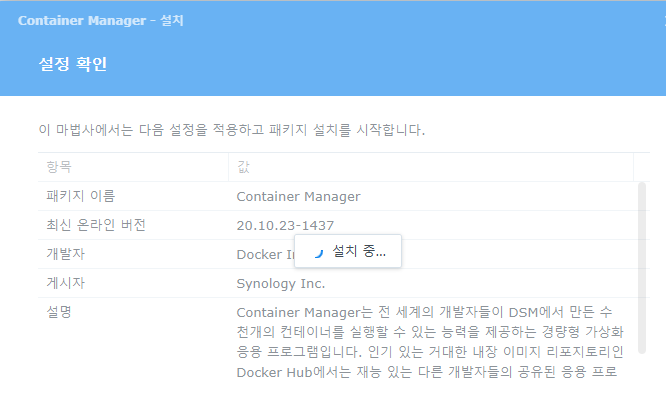 Container Manager - 설치
설정 확인
이 마법사에서는 다음 설정을 적용하고 패키지 설치를 시작합니다.
항목 값
패키지 이름 Container Manager
최신 온라인 버전 20.10.23-1437
설치 중...
개발자 Docker
게시자 Synology Inc.
설명 Container Manager는 전 세계의 개발자들이 DSM에서 만든 수
천개의 컨테이너를 실행할 수 있는 능력을 제공하는 경량형 가상화
응용 프로그램입니다. 인기 있는 거대한 내장 이미지 리포지토리인
Docker Hub에서는 재능 있는 다른 개발자들의 공유된 응용 프로